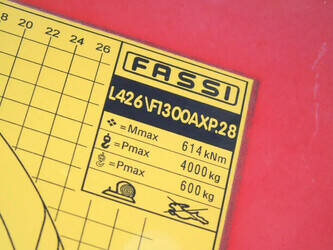 18 20 22 24 26
FASSI
L426\F1300AXP.28
= Mmax 614 kNm
= Pmax 4000 kg
= Pmax 600 kg